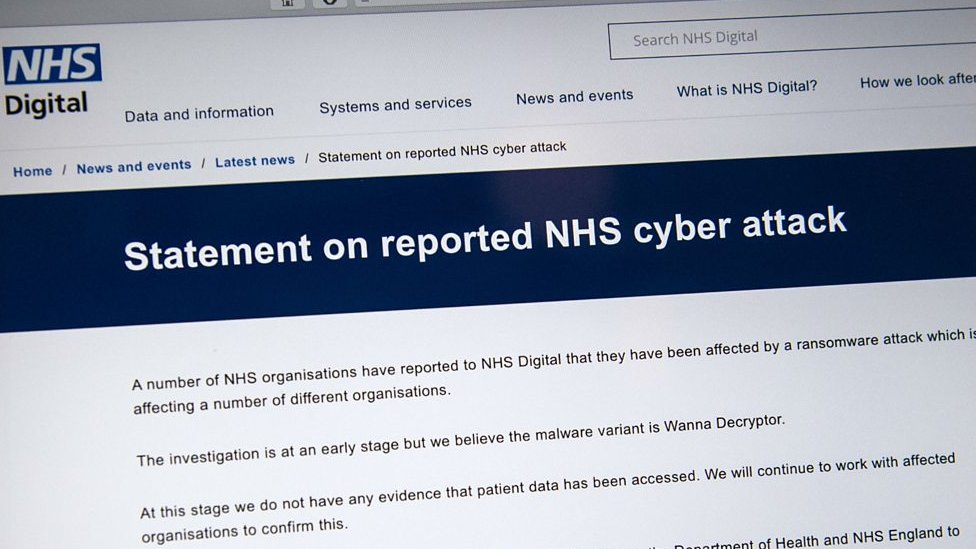 NHS
Digital
Search NHS Digital
Data and information Systems and services News and events What is NHS Digital? How we look after
Home / News and events / Latest news / Statement on reported NHS cyber attack
Statement on reported NHS cyber attack
A number of NHS organisations have reported to NHS Digital that they have been affected by a ransomware attack which is
affecting a number of different organisations.
The investigation is at an early stage but we believe the malware variant is Wanna Decryptor.
At this stage we do not have any evidence that patient data has been accessed. We will continue to work with affected
organisations to confirm this.
Department of Health and NHS England to